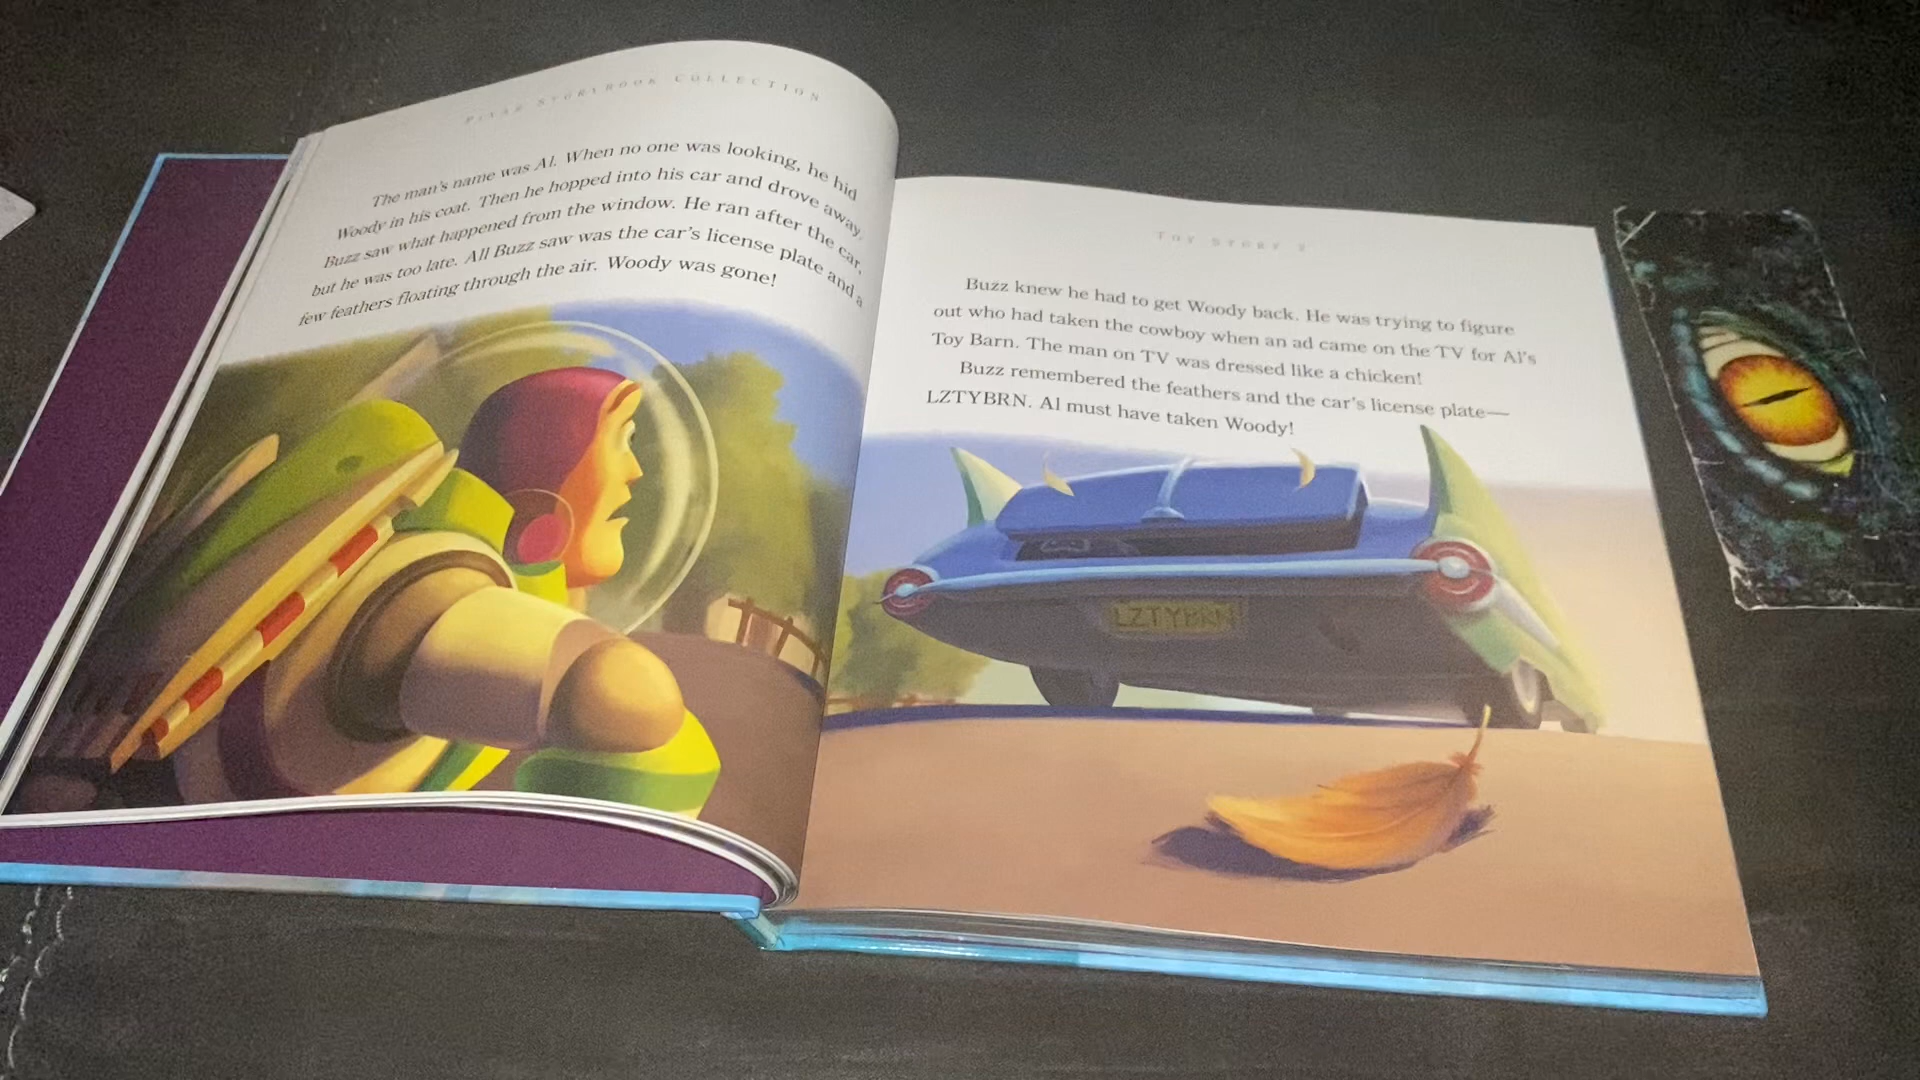 PIXAR STORYBOOK COLLECTION
The man's name was Al. When no one was looking, he hid
Woody in his coat. Then he hopped into his car and drove away.
Buzz saw what happened from the window. He ran after the car,
but he was too late. All Buzz saw was the car's license plate and a
few feathers floating through the air. Woody was gone!
TOY STORY 2
Buzz knew he had to get Woody back. He was trying to figure
out who had taken the cowboy when an ad came on the TV for Al's
Toy Barn. The man on TV was dressed like a chicken!
Buzz remembered the feathers and the car's license plate—
LZTYBRN. Al must have taken Woody!
LZTYBRN